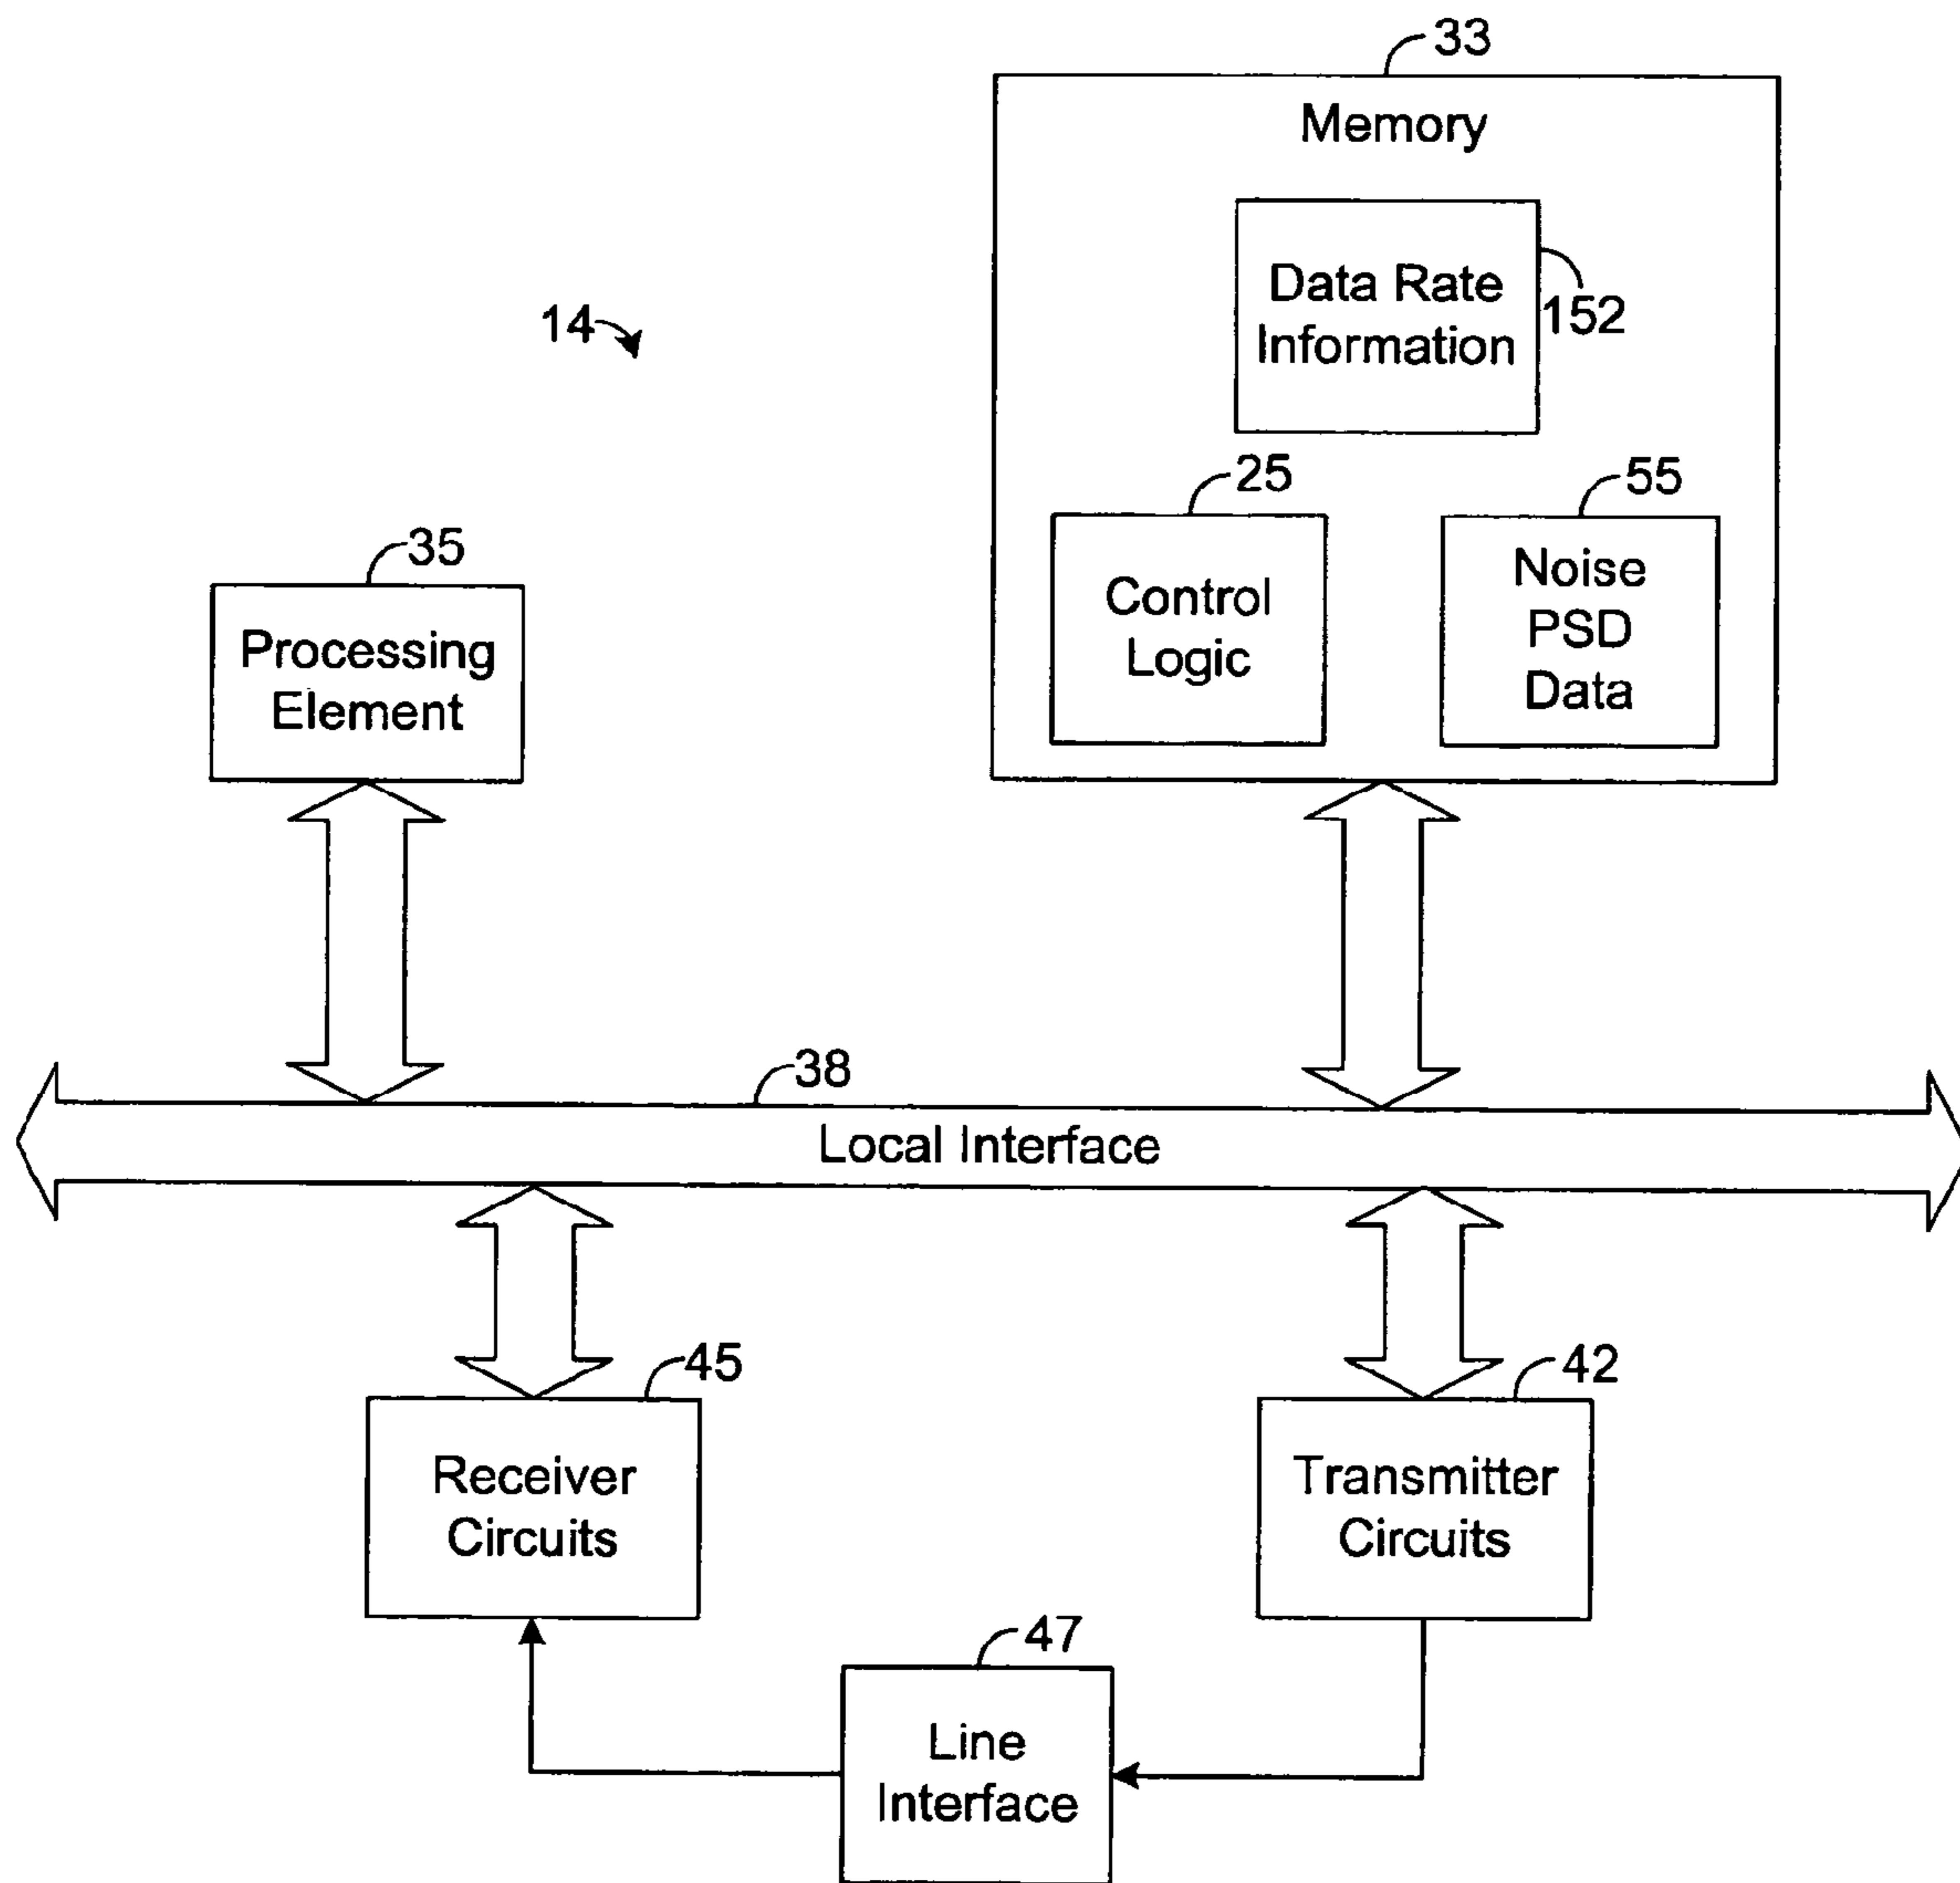 33
Memory
Data Rate
Information
152
14
25
55
Control
Logic
Noise
PSD
Data
35
Processing
Element
38
Local Interface
45
42
Receiver
Circuits
Transmitter
Circuits
47
Line
Interface